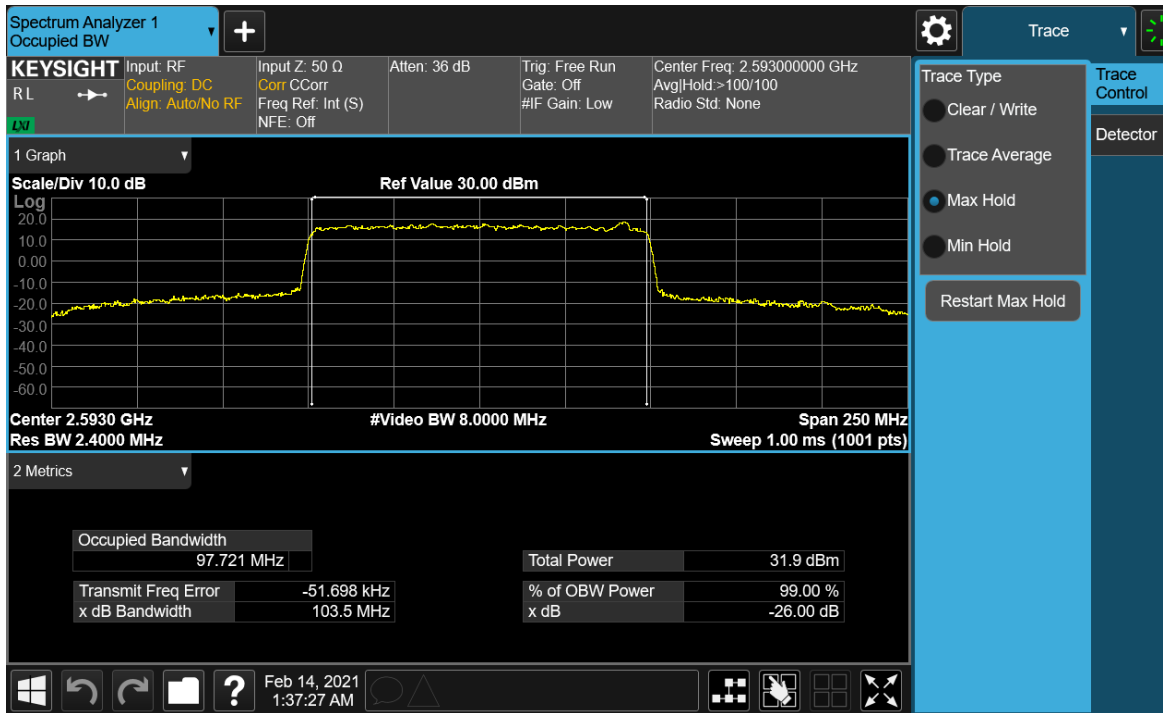 Spectrum Analyzer 1
Occupied BW
+
Trace
KEYSIGHT
RL
LXI
Input: RF
Coupling: DC
Align: Auto/No RF
Input Z: 50 Ω
Corr CCorr
Freq Ref: Int (S)
NFE: Off
Atten: 36 dB
Trig: Free Run
Gate: Off
#IF Gain: Low
Center Freq: 2.593000000 GHz
Avg|Hold:>100/100
Radio Std: None
Trace Type
Clear / Write
Trace Average
Max Hold
Min Hold
Restart Max Hold
Trace
Control
Detector
1 Graph
Scale/Div 10.0 dB
Ref Value 30.00 dBm
Log
20.0
10.0
0.00
-10.0
-20.0
-30.0
-40.0
-50.0
-60.0
Center 2.5930 GHz
#Video BW 8.0000 MHz
Span 250 MHz
Res BW 2.4000 MHz
Sweep 1.00 ms (1001 pts)
2 Metrics
Occupied Bandwidth
97.721 MHz
Total Power 31.9 dBm
Transmit Freq Error -51.698 kHz
% of OBW Power 99.00 %
x dB Bandwidth 103.5 MHz
x dB -26.00 dB
?
Feb 14, 2021
1:37:27 AM